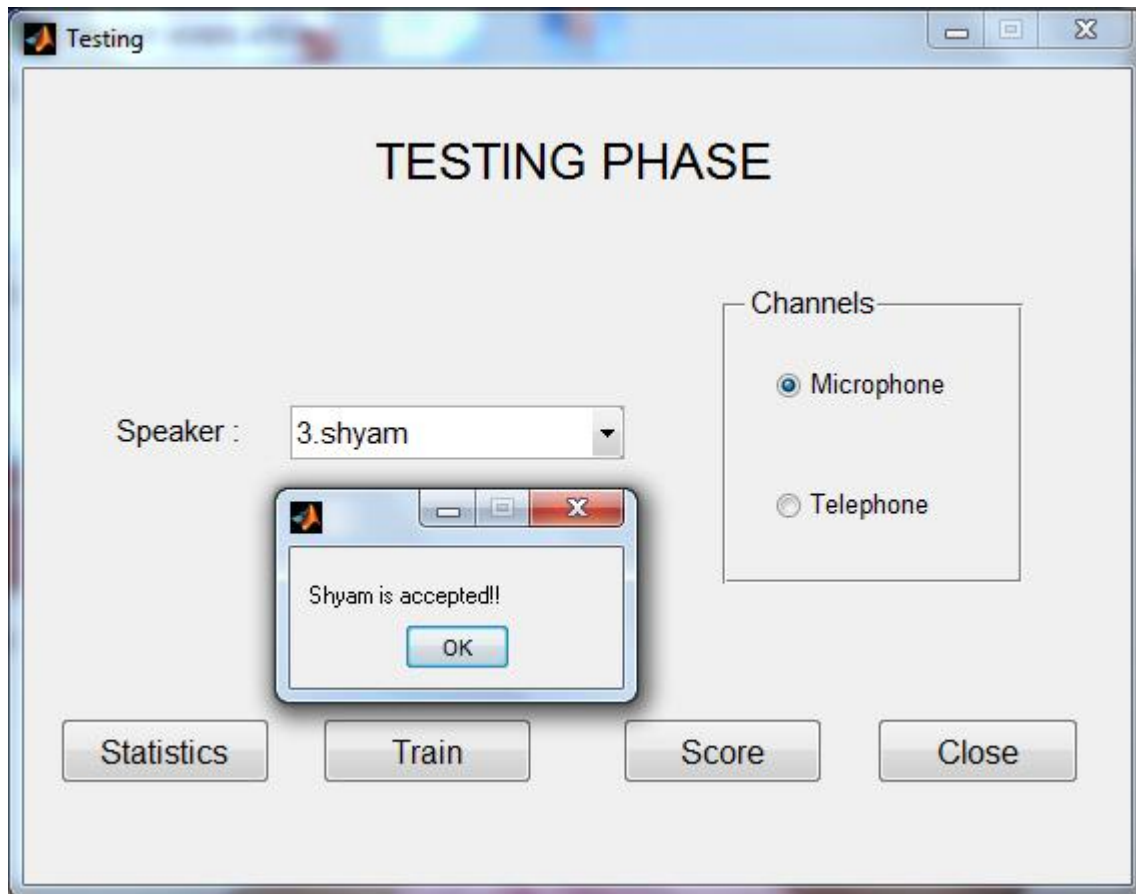 Testing
TESTING PHASE
Channels
Microphone
Speaker : 3.shyam
Telephone
Shyam is accepted!!
OK
Statistics Train Score Close